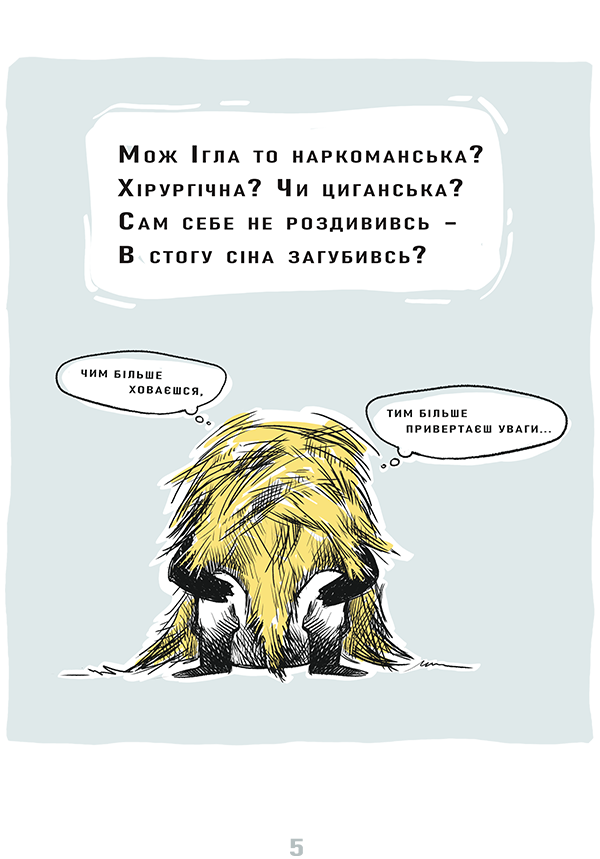 Мож Ігла то наркоманська?
Хірургічна? Чи циганська?
Сам себе не роздививсь –
В стогу сіна загубивсь?
чим більше
ховаєшся,
тим більше
привертаєш уваги...
5